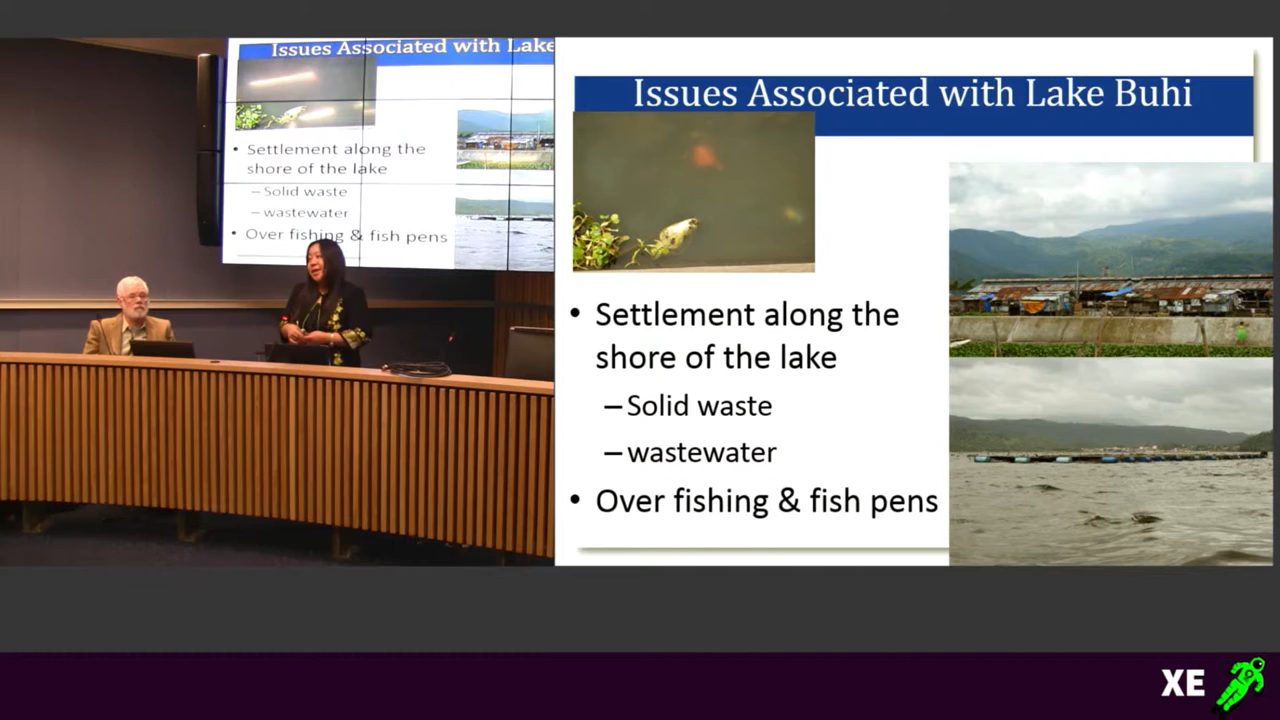 Issues Associated with Lake
• Settlement along the
shore of the lake
– Solid waste
– wastewater
• Over fishing & fish pens
Issues Associated with Lake Buhi
• Settlement along the
shore of the lake
– Solid waste
– wastewater
• Over fishing & fish pens
XE